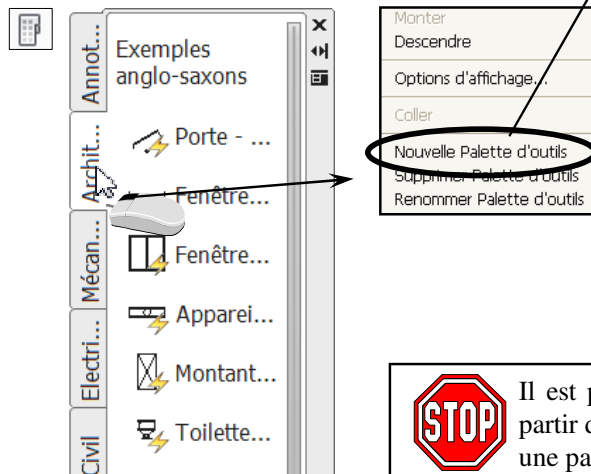 Annot...
Archit...
Mécan...
Electri...
Civil
Exemples
anglo-saxons
Porte - ...
Fenêtre...
Fenêtre...
Apparei...
Montant...
Toilette...
Monter
Descendre
Options d'affichage...
Coller
Nouvelle Palette d'outils
Supprimer Palette d'outils
Renommer Palette d'outils
STOP
Il est
partir
une pa